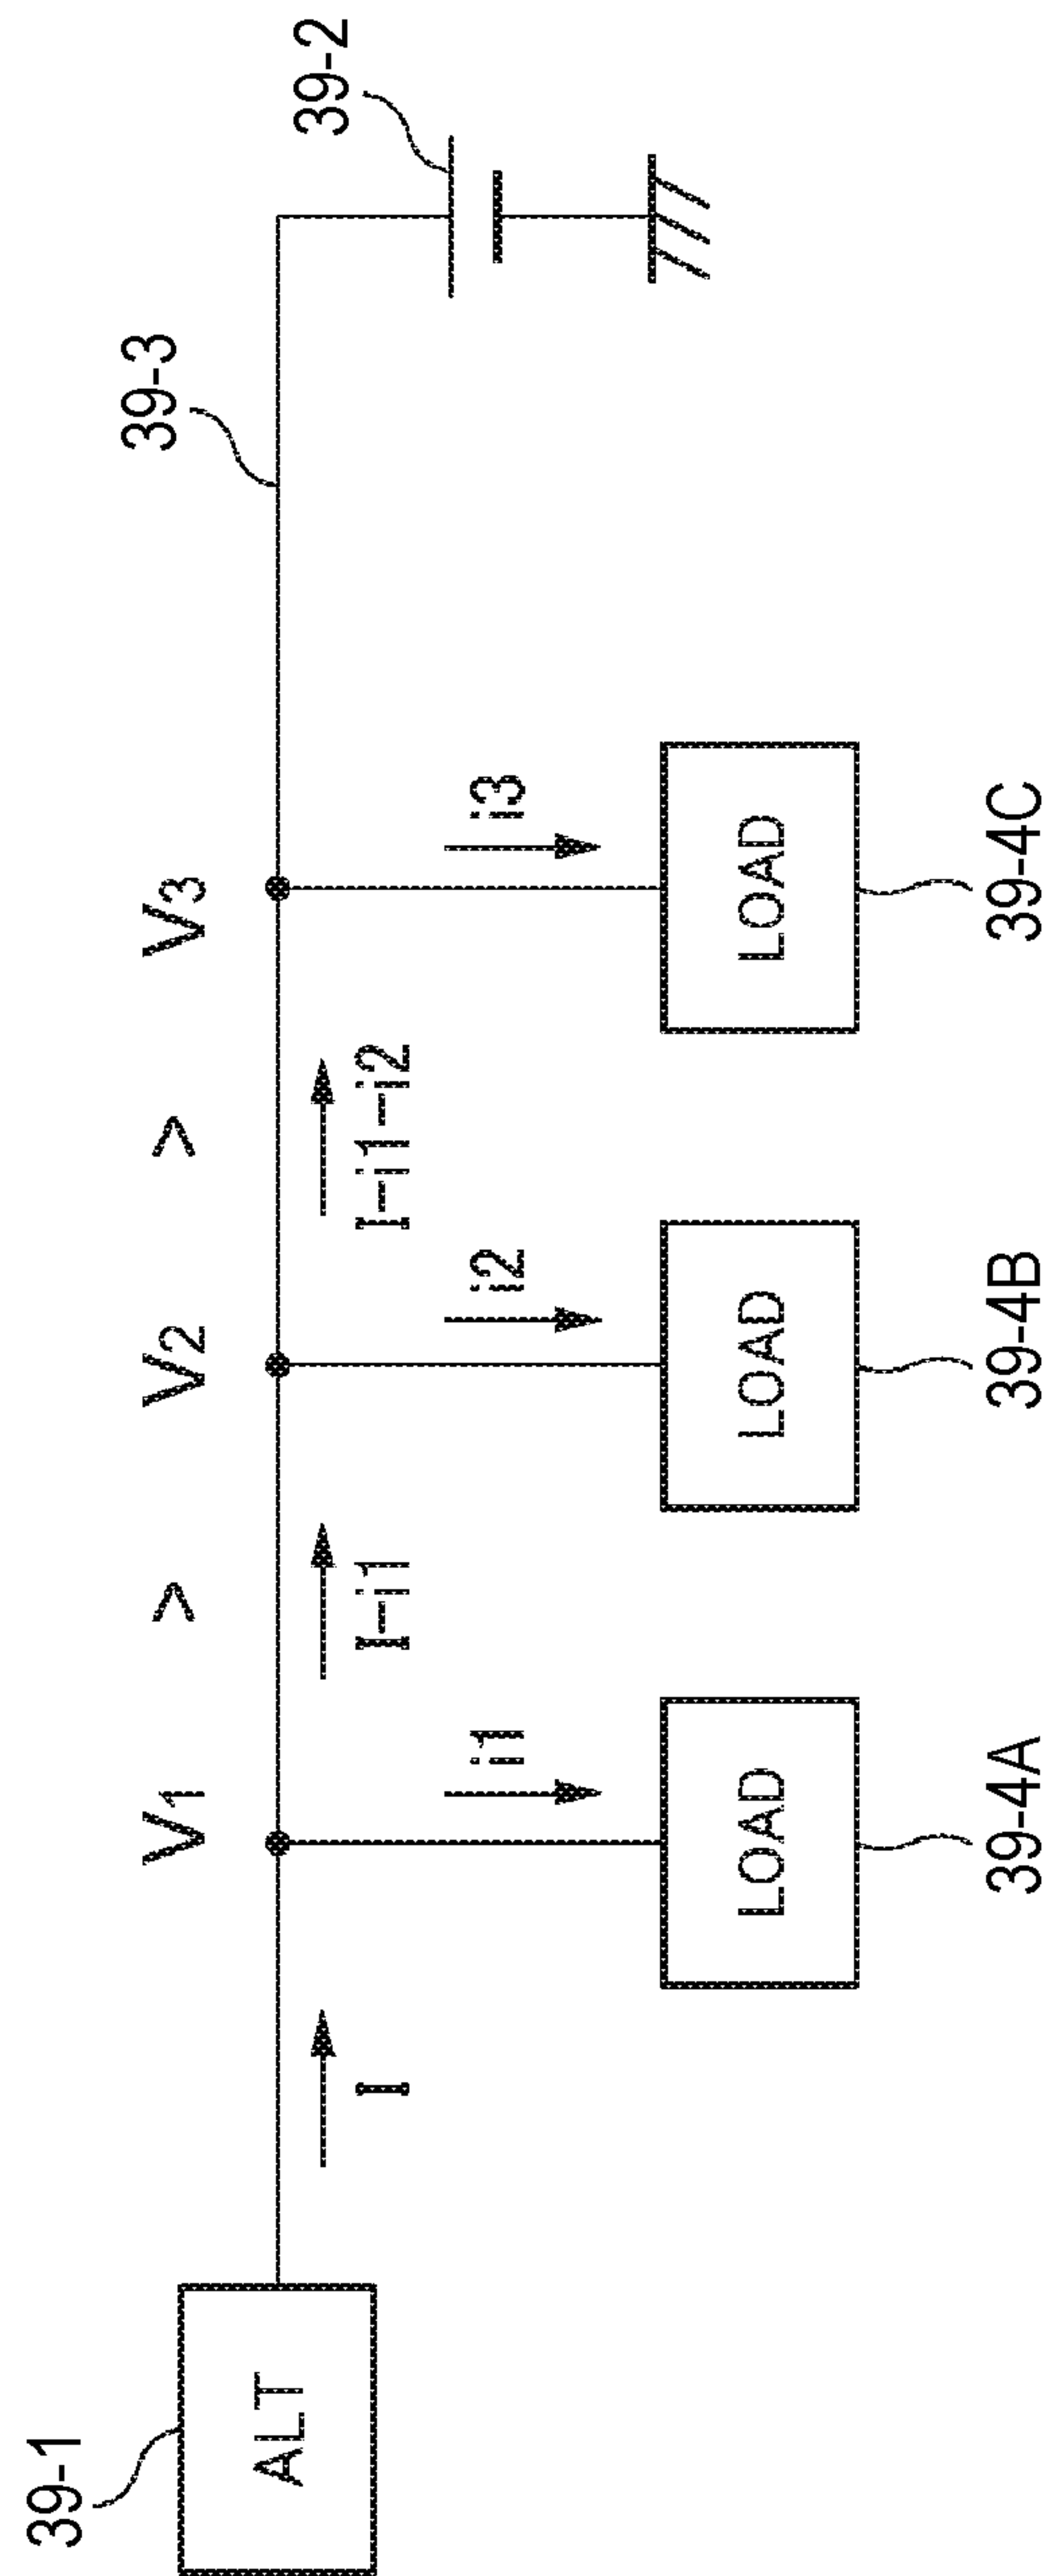 39-1
ALT
I
V1 > V2 > V3
39-3
39-2
i1
I-i1
i2
I-i1-i2
i3
LOAD
LOAD
LOAD
39-4A
39-4B
39-4C